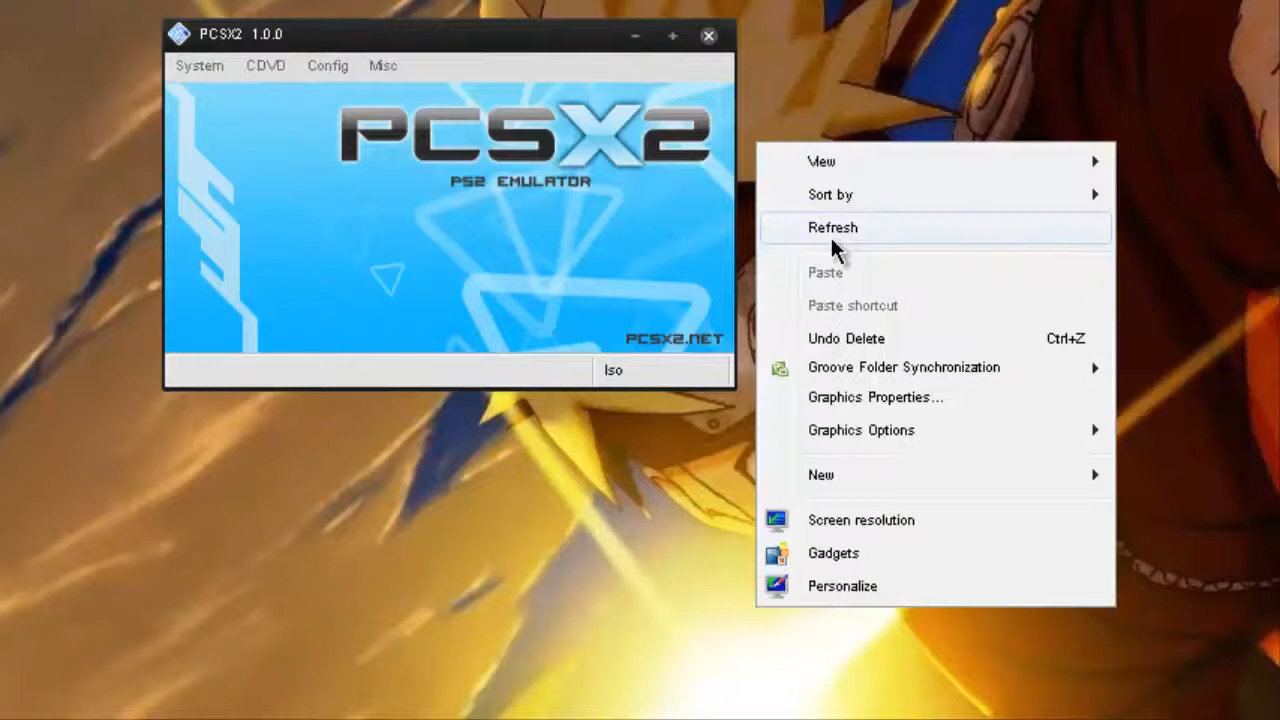 PCSX2 1.0.0
System CDVD Config Misc
PCSX2
PS2 EMULATOR
PCSX2.NET
Iso
View
Sort by
Refresh
Paste
Paste shortcut
Undo Delete Ctrl+Z
Groove Folder Synchronization
Graphics Properties...
Graphics Options
New
Screen resolution
Gadgets
Personalize